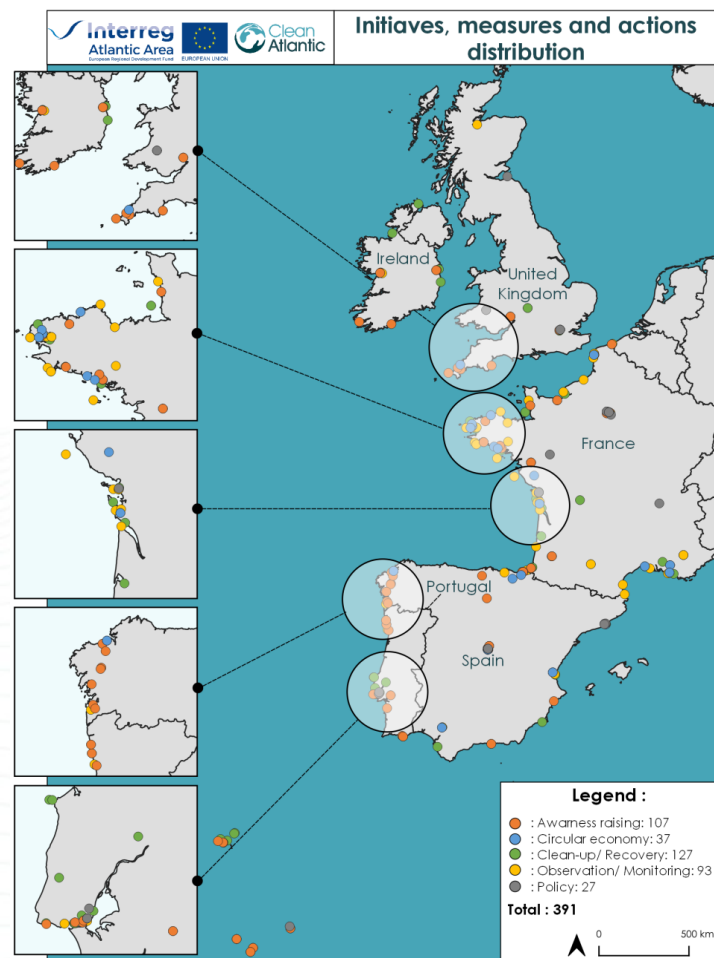 Interreg
Atlantic Area
European Regional Development Fund
EUROPEAN UNION
Clean
Atlantic
Initiaves, measures and actions
distribution
Ireland
United
Kingdom
France
Portugal
Spain
Legend :
: Awarness raising: 107
: Circular economy: 37
: Clean-up/ Recovery: 127
: Observation/ Monitoring: 93
: Policy: 27
Total : 391
0 500 km